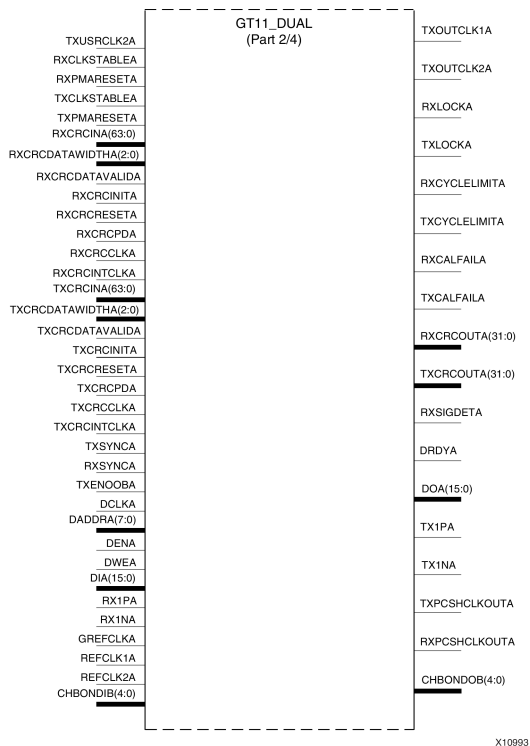 GT11_DUAL
(Part 2/4)
TXUSRCLK2A
RXCLKSTABLEA
RXPMARESETA
TXCLKSTABLEA
TXPMARESETA
RXCRCINA(63:0)
RXCRCDATAWIDTHA(2:0)
RXCRCDATAVALIDA
RXCRCINITA
RXCRCRESETA
RXCRCPDA
RXCRCCLKA
RXCRCINTCLKA
TXCRCINA(63:0)
TXCRCDATAWIDTHA(2:0)
TXCRCDATAVALIDA
TXCRCINITA
TXCRCRESETA
TXCRCPDA
TXCRCCLKA
TXCRCINTCLKA
TXSYNCA
RXSYNCA
TXENOOBA
DCLKA
DADDRA(7:0)
DENA
DWEA
DIA(15:0)
RX1PA
RX1NA
GREFCLKA
REFCLK1A
REFCLK2A
CHBONDIB(4:0)
TXOUTCLK1A
TXOUTCLK2A
RXLOCKA
TXLOCKA
RXCYCLELIMITA
TXCYCLELIMITA
RXCALFAILA
TXCALFAILA
RXCRCOUTA(31:0)
TXCRCOUTA(31:0)
RXSIGDETA
DRDYA
DOA(15:0)
TX1PA
TX1NA
TXPCSHCLKOUTA
RXPCSHCLKOUTA
CHBONDOB(4:0)
X10993